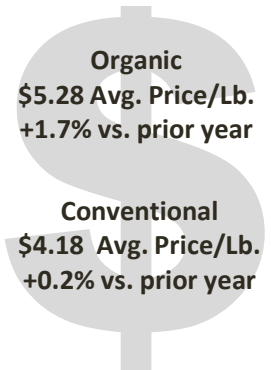 Organic
$5.28 Avg. Price/Lb.
+1.7% vs. prior year
Conventional
$4.18 Avg. Price/Lb.
+0.2% vs. prior year